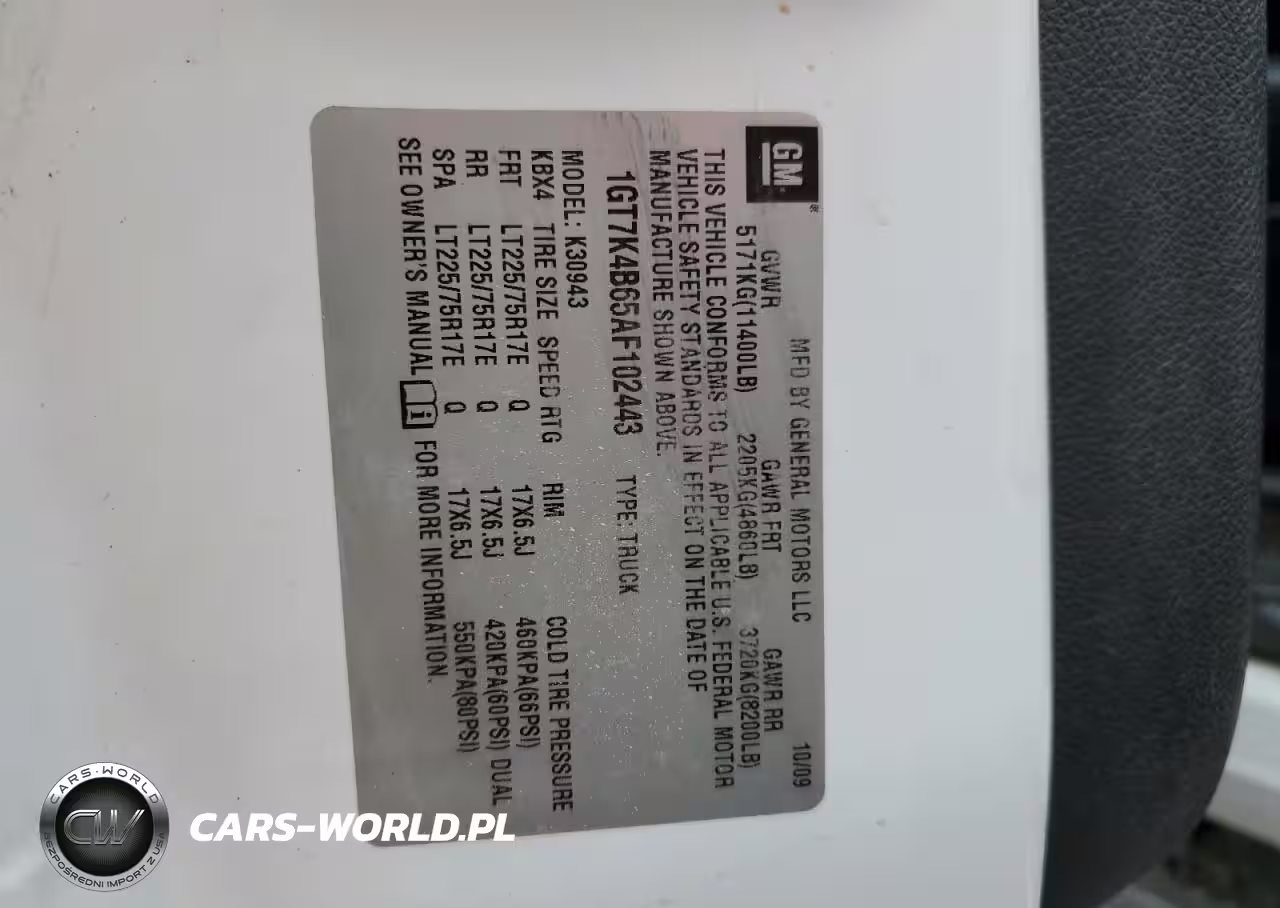 GM®
MFD BY GENERAL MOTORS LLC 10/09
GVWR GAWR FRT GAWR RR
5171KG(11400LB) 2205KG(4860LB) 3720KG(8200LB)
THIS VEHICLE CONFORMS TO ALL APPLICABLE U.S. FEDERAL MOTOR
VEHICLE SAFETY STANDARDS IN EFFECT ON THE DATE OF
MANUFACTURE SHOWN ABOVE.
1GT7K4B65AF102443 TYPE: TRUCK
MODEL: K30943
KBX4 TIRE SIZE SPEED RTG RIM COLD TIRE PRESSURE
FRT LT225/75R17E Q 17X6.5J 460KPA(66PSI)
RR LT225/75R17E Q 17X6.5J 420KPA(60PSI) DUAL
SPA LT225/75R17E Q 17X6.5J 550KPA(80PSI)
SEE OWNER'S MANUAL i FOR MORE INFORMATION.
CARS-WORLD
CW
BEZPOŚREDNI IMPORT Z USA
CARS-WORLD.PL